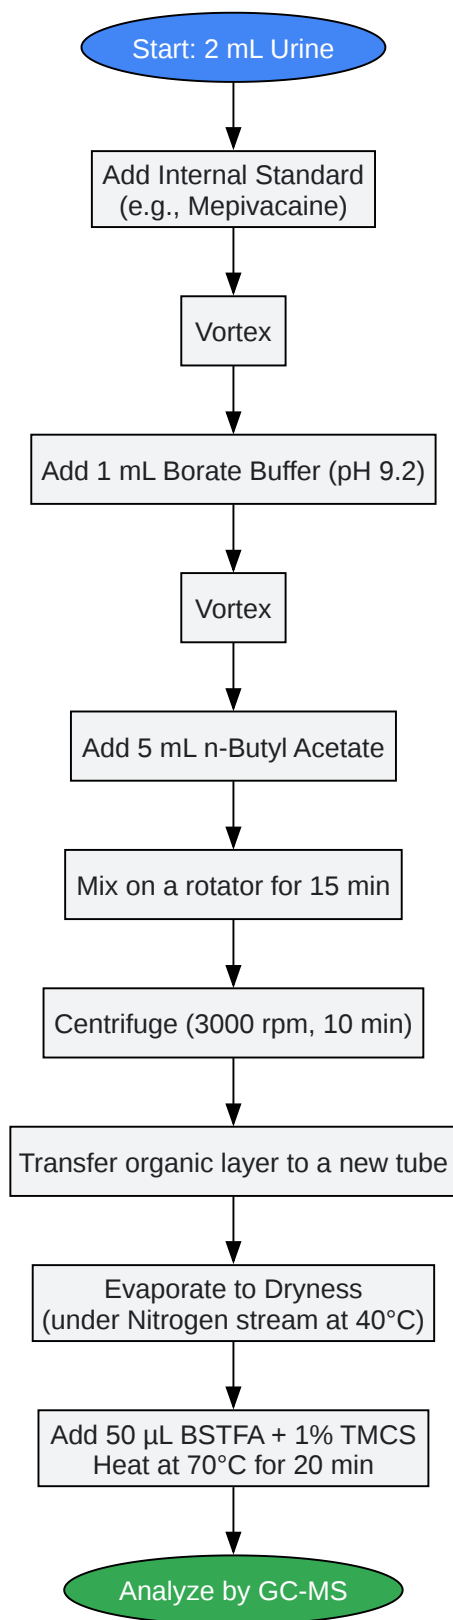 Start: 2 mL Urine
Add Internal Standard
(e.g., Mepivacaine)
Vortex
Add 1 mL Borate Buffer (pH 9.2)
Vortex
Add 5 mL n-Butyl Acetate
Mix on a rotator for 15 min
Centrifuge (3000 rpm, 10 min)
Transfer organic layer to a new tube
Evaporate to Dryness
(under Nitrogen stream at 40°C)
Add 50 µL BSTFA + 1% TMCS
Heat at 70°C for 20 min
Analyze by GC-MS